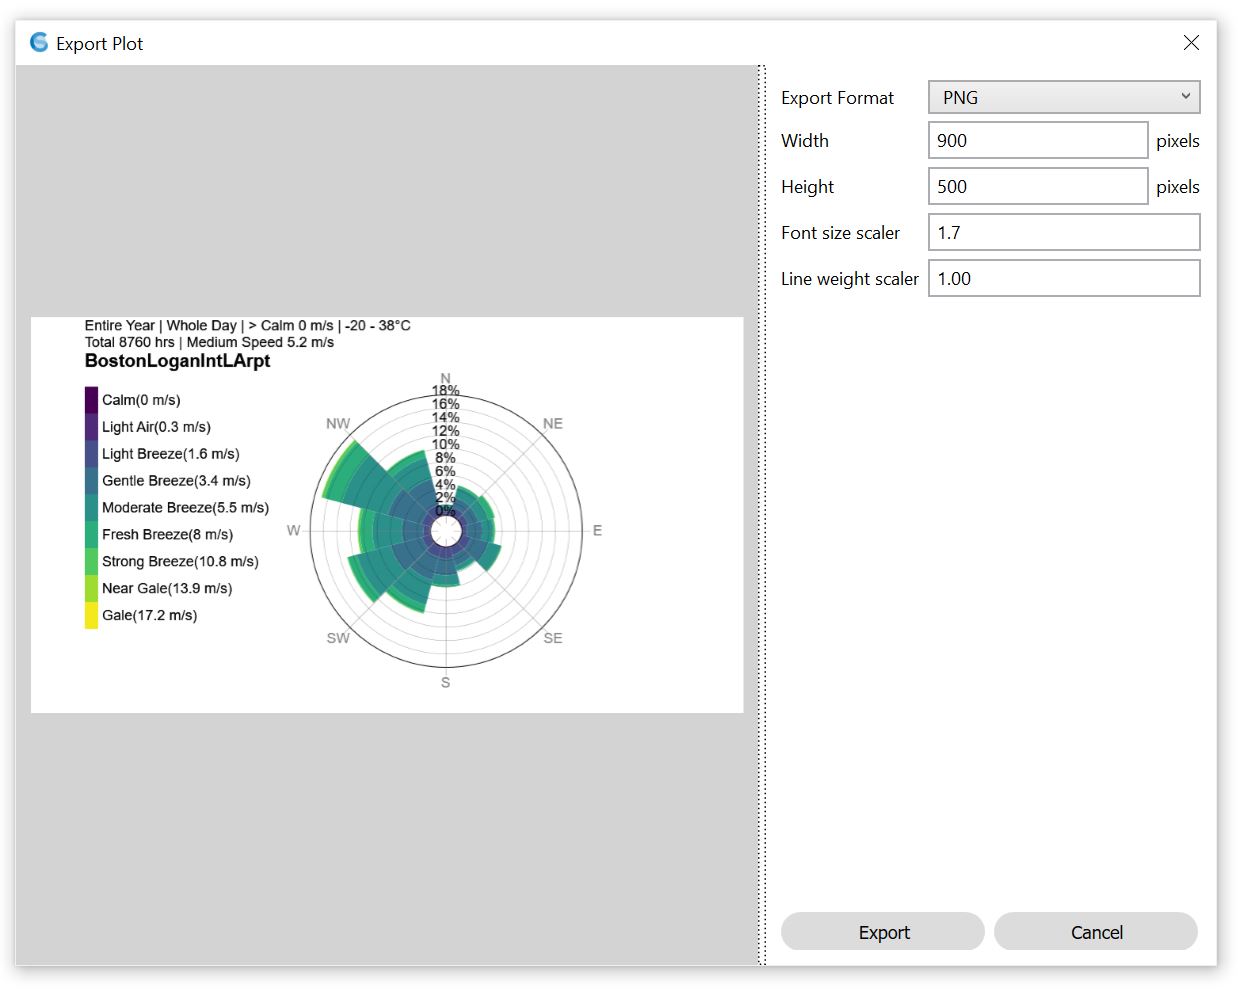 Export Plot
Entire Year | Whole Day | > Calm 0 m/s | -20 - 38°C
Total 8760 hrs | Medium Speed 5.2 m/s
BostonLoganIntLArpt
Calm(0 m/s)
Light Air(0.3 m/s)
Light Breeze(1.6 m/s)
Gentle Breeze(3.4 m/s)
Moderate Breeze(5.5 m/s)
Fresh Breeze(8 m/s)
Strong Breeze(10.8 m/s)
Near Gale(13.9 m/s)
Gale(17.2 m/s)
N
18%
16%
14%
12%
10%
8%
6%
4%
2%
0%
NW
NE
W
E
SW
SE
S
Export Format PNG
Width 900 pixels
Height 500 pixels
Font size scaler 1.7
Line weight scaler 1.00
Export Cancel